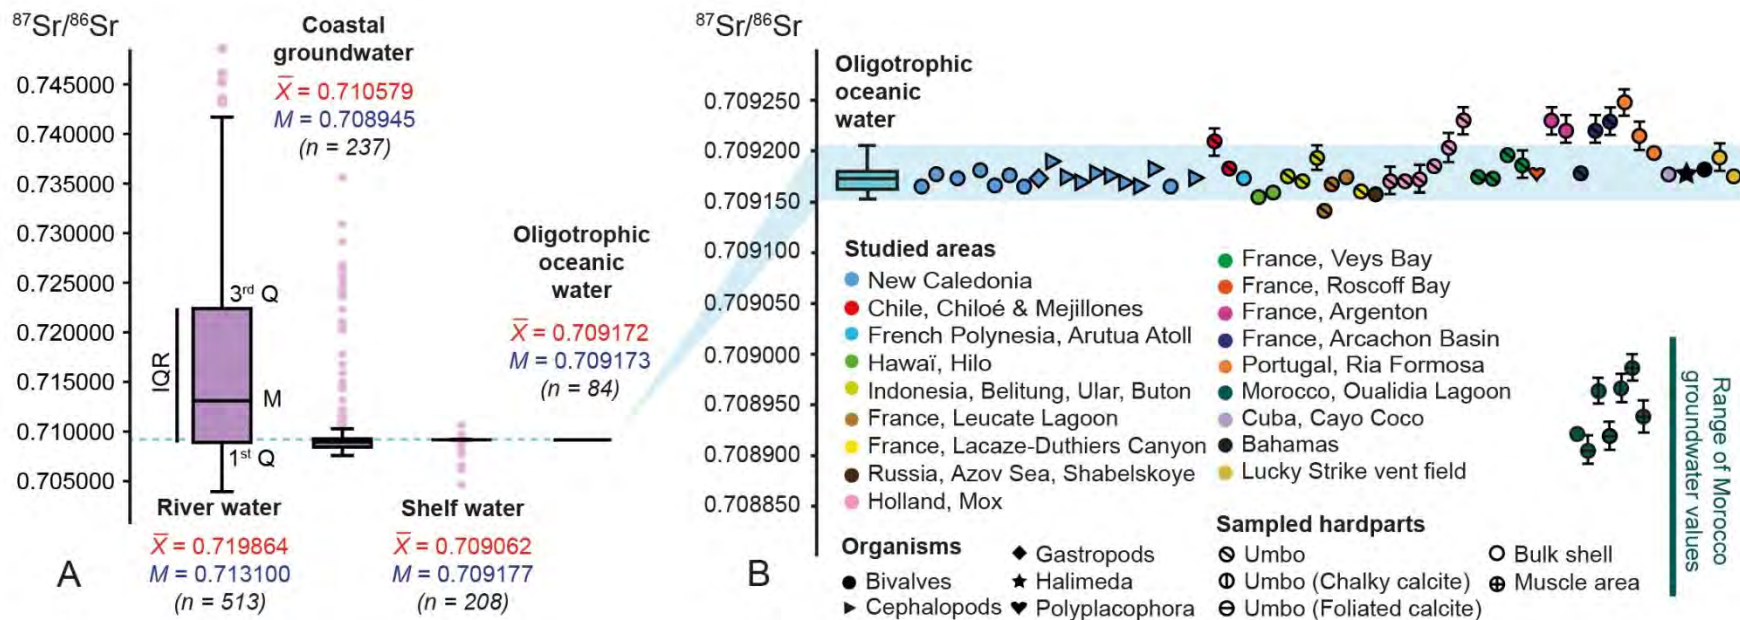 ⁸⁷Sr/⁸⁶Sr
0.745000
0.740000
0.735000
0.730000
0.725000
0.720000
0.715000
0.710000
0.705000
IQR
3ʳᵈ Q
M
1ˢᵗ Q
River water
X̅ = 0.719864
M = 0.713100
(n = 513)
Coastal
groundwater
X̅ = 0.710579
M = 0.708945
(n = 237)
Shelf water
X̅ = 0.709062
M = 0.709177
(n = 208)
Oligotrophic
oceanic
water
X̅ = 0.709172
M = 0.709173
(n = 84)
A
⁸⁷Sr/⁸⁶Sr
0.709250
0.709200
0.709150
0.709100
0.709050
0.709000
0.708950
0.708900
0.708850
Oligotrophic
oceanic
water
Studied areas
New Caledonia
Chile, Chiloé & Mejillones
French Polynesia, Arutua Atoll
Hawaï, Hilo
Indonesia, Belitung, Ular, Buton
France, Leucate Lagoon
France, Lacaze-Duthiers Canyon
Russia, Azov Sea, Shabelskoye
Holland, Mox
France, Veys Bay
France, Roscoff Bay
France, Argenton
France, Arcachon Basin
Portugal, Ria Formosa
Morocco, Oualidia Lagoon
Cuba, Cayo Coco
Bahamas
Lucky Strike vent field
Organisms
Bivalves
Cephalopods
Gastropods
Halimeda
Polyplacophora
Sampled hardparts
Umbo
Umbo (Chalky calcite)
Umbo (Foliated calcite)
Bulk shell
Muscle area
Range of Morocco
groundwater values
B